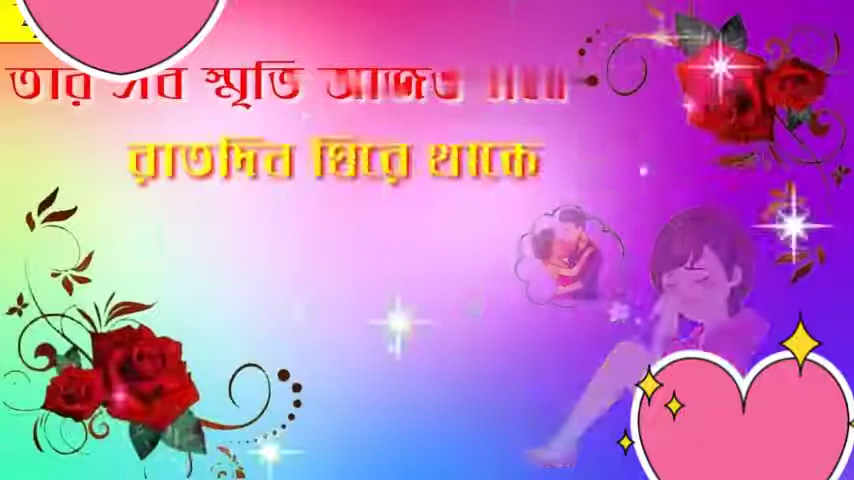 তার সব স্মৃতি আজও
রাতদিন ঘিরে থাকে